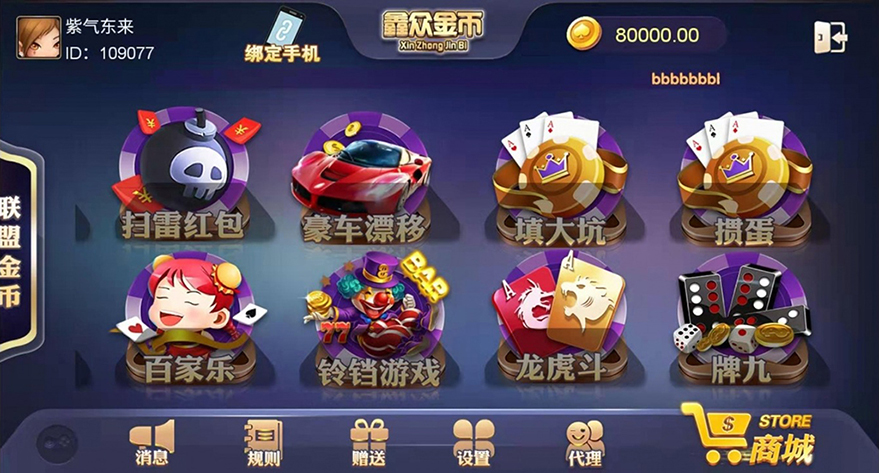 紫气东来
ID: 109077
绑定手机
鑫众金币
Xin Zhong Jin Bi
80000.00
bbbbbbbl
联盟金币
扫雷红包
豪车漂移
填大坑
掼蛋
百家乐
铃铛游戏
BAR
77
龙虎斗
牌九
消息
规则
赠送
设置
代理
STORE
商城